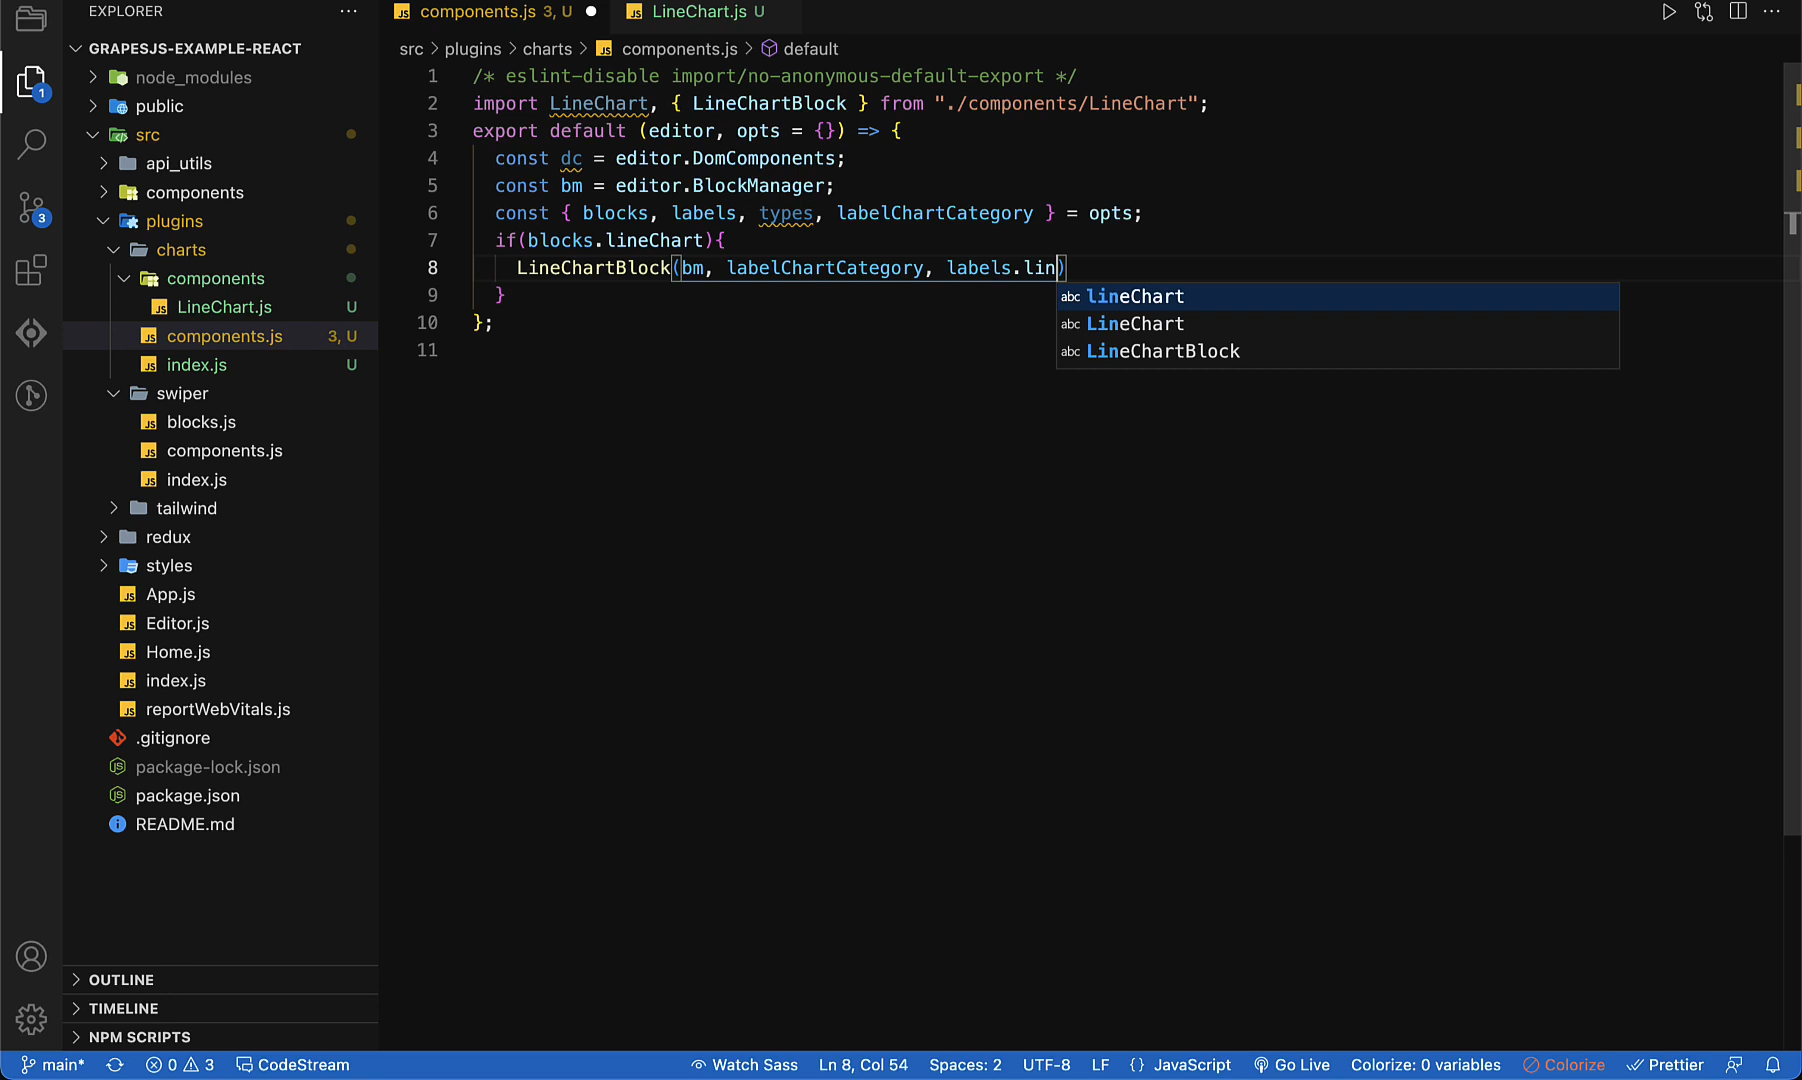 EXPLORER
GRAPESJS-EXAMPLE-REACT
node_modules
public
src
api_utils
components
plugins
charts
components
LineChart.js U
components.js 3, U
index.js U
swiper
blocks.js
components.js
index.js
tailwind
redux
styles
App.js
Editor.js
Home.js
index.js
reportWebVitals.js
.gitignore
package-lock.json
package.json
README.md
OUTLINE
TIMELINE
NPM SCRIPTS
1
3
components.js 3, U
LineChart.js U
src > plugins > charts > components.js > default
1 /* eslint-disable import/no-anonymous-default-export */
2 import LineChart, { LineChartBlock } from "./components/LineChart";
3 export default (editor, opts = {}) => {
4 const dc = editor.DomComponents;
5 const bm = editor.BlockManager;
6 const { blocks, labels, types, labelChartCategory } = opts;
7 if(blocks.lineChart){
8 LineChartBlock(bm, labelChartCategory, labels.lin)
9 }
10 };
11
abc lineChart
abc LineChart
abc LineChartBlock
main* 0 3 CodeStream Watch Sass Ln 8, Col 54 Spaces: 2 UTF-8 LF {} JavaScript Go Live Colorize: 0 variables Colorize Prettier